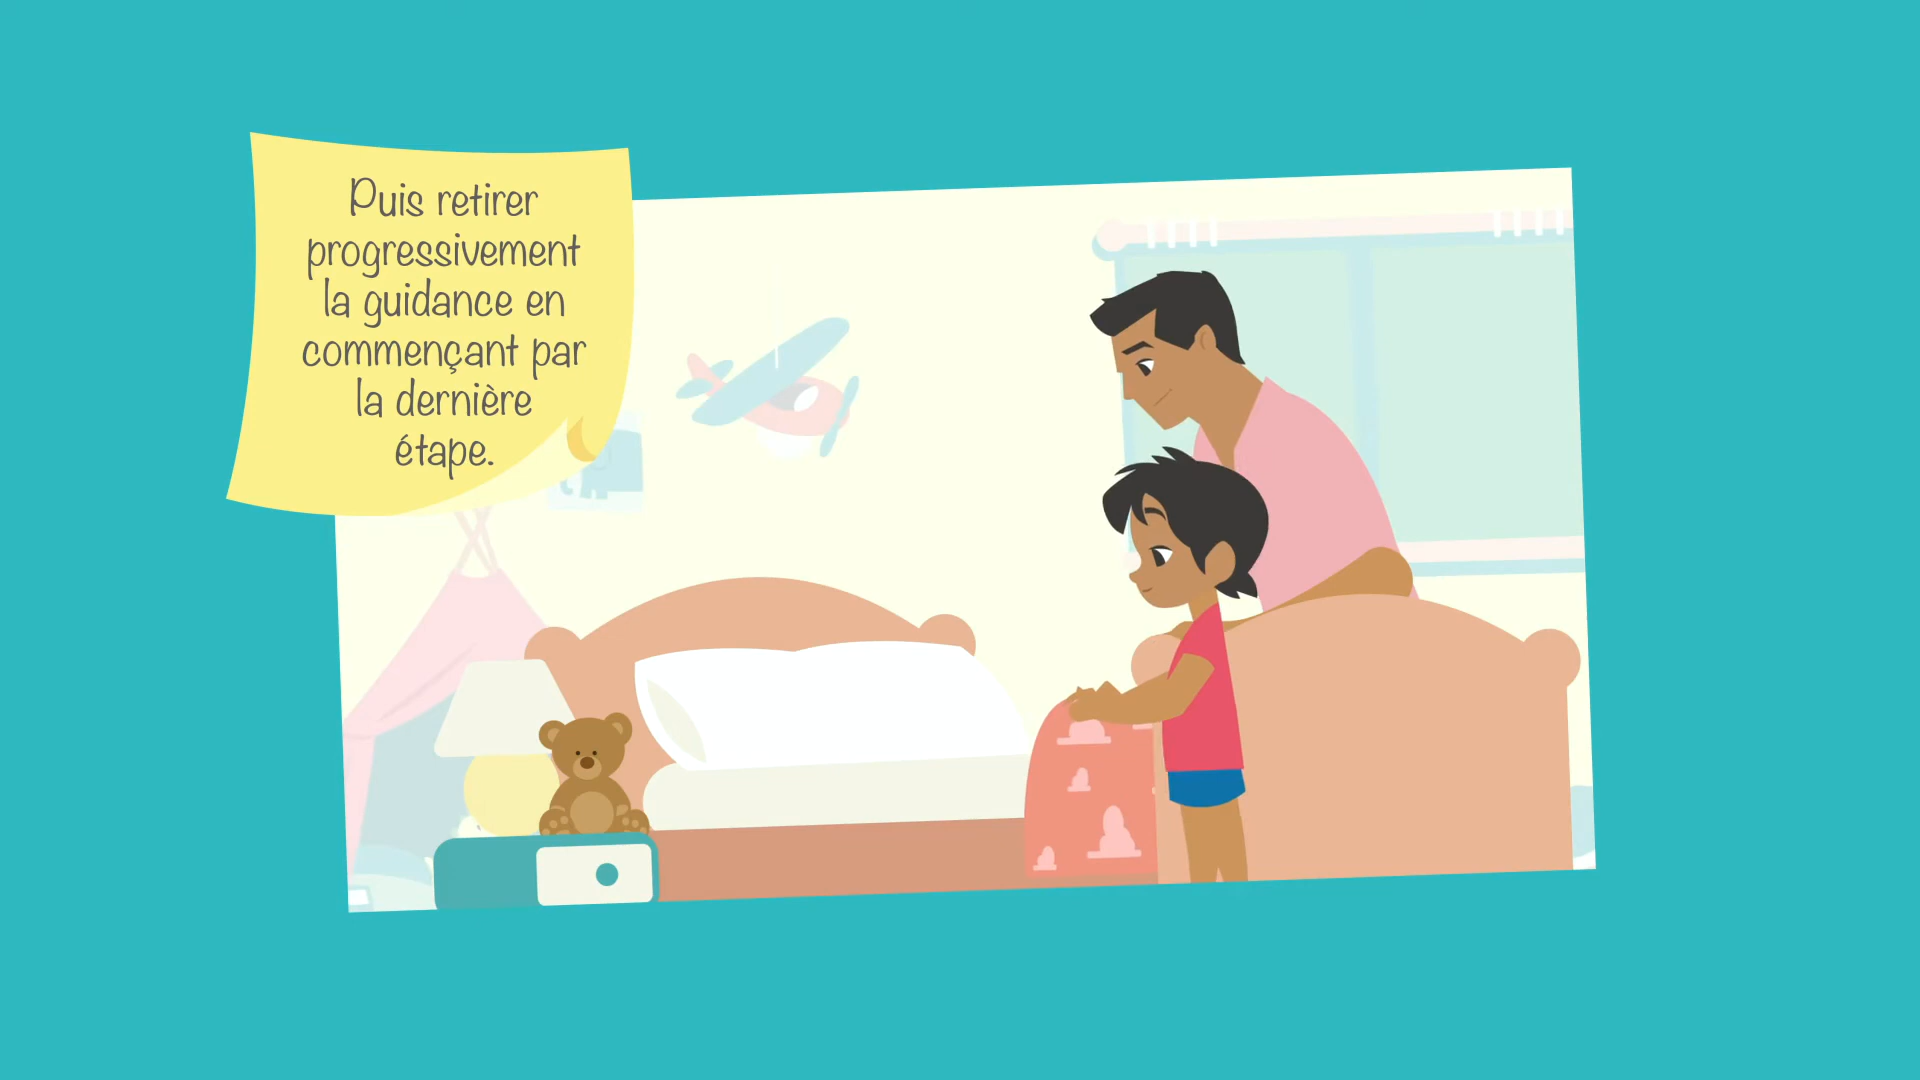 Puis retirer
progressivement
la guidance en
commençant par
la dernière
étape.